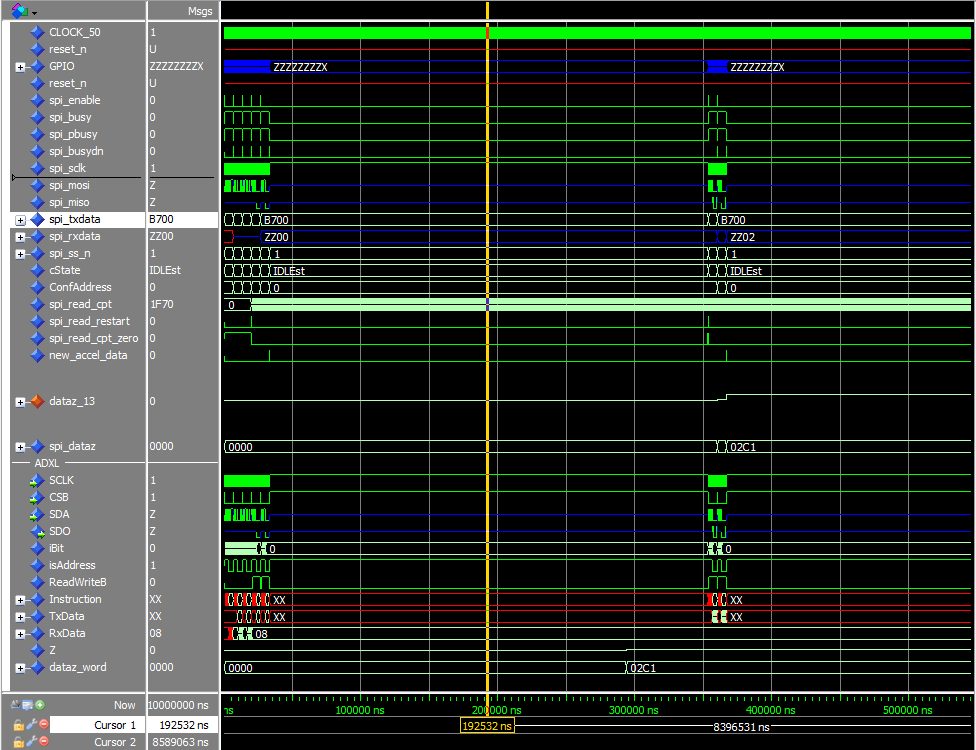 Msgs
CLOCK_50 1
reset_n U
GPIO ZZZZZZZZX ZZZZZZZZX ZZZZZZZZX
reset_n U
spi_enable 0
spi_busy 0
spi_pbusy 0
spi_busydn 0
spi_sclk 1
spi_mosi Z
spi_miso Z
spi_txdata B700 B700 B700
spi_rxdata ZZ00 ZZ00 ZZ02
spi_ss_n 1 1 1
cState IDLEst IDLEst IDLEst
ConfAddress 0 0 0
spi_read_cpt 1F70 0
spi_read_restart 0
spi_read_cpt_zero 0
new_accel_data 0
dataz_13 0
spi_dataz 0000 0000 02C1
ADXL
SCLK 1
CSB 1
SDA Z
SDO Z
iBit 0 0 0
isAddress 1
ReadWriteB 0
Instruction XX XX XX
TxData XX XX XX
RxData 08 08
Z 0
dataz_word 0000 0000 02C1
Now 10000000 ns ns 100000 ns 200000 ns 300000 ns 400000 ns 500000 ns
Cursor 1 192532 ns 192532 ns 8396531 ns
Cursor 2 8589063 ns